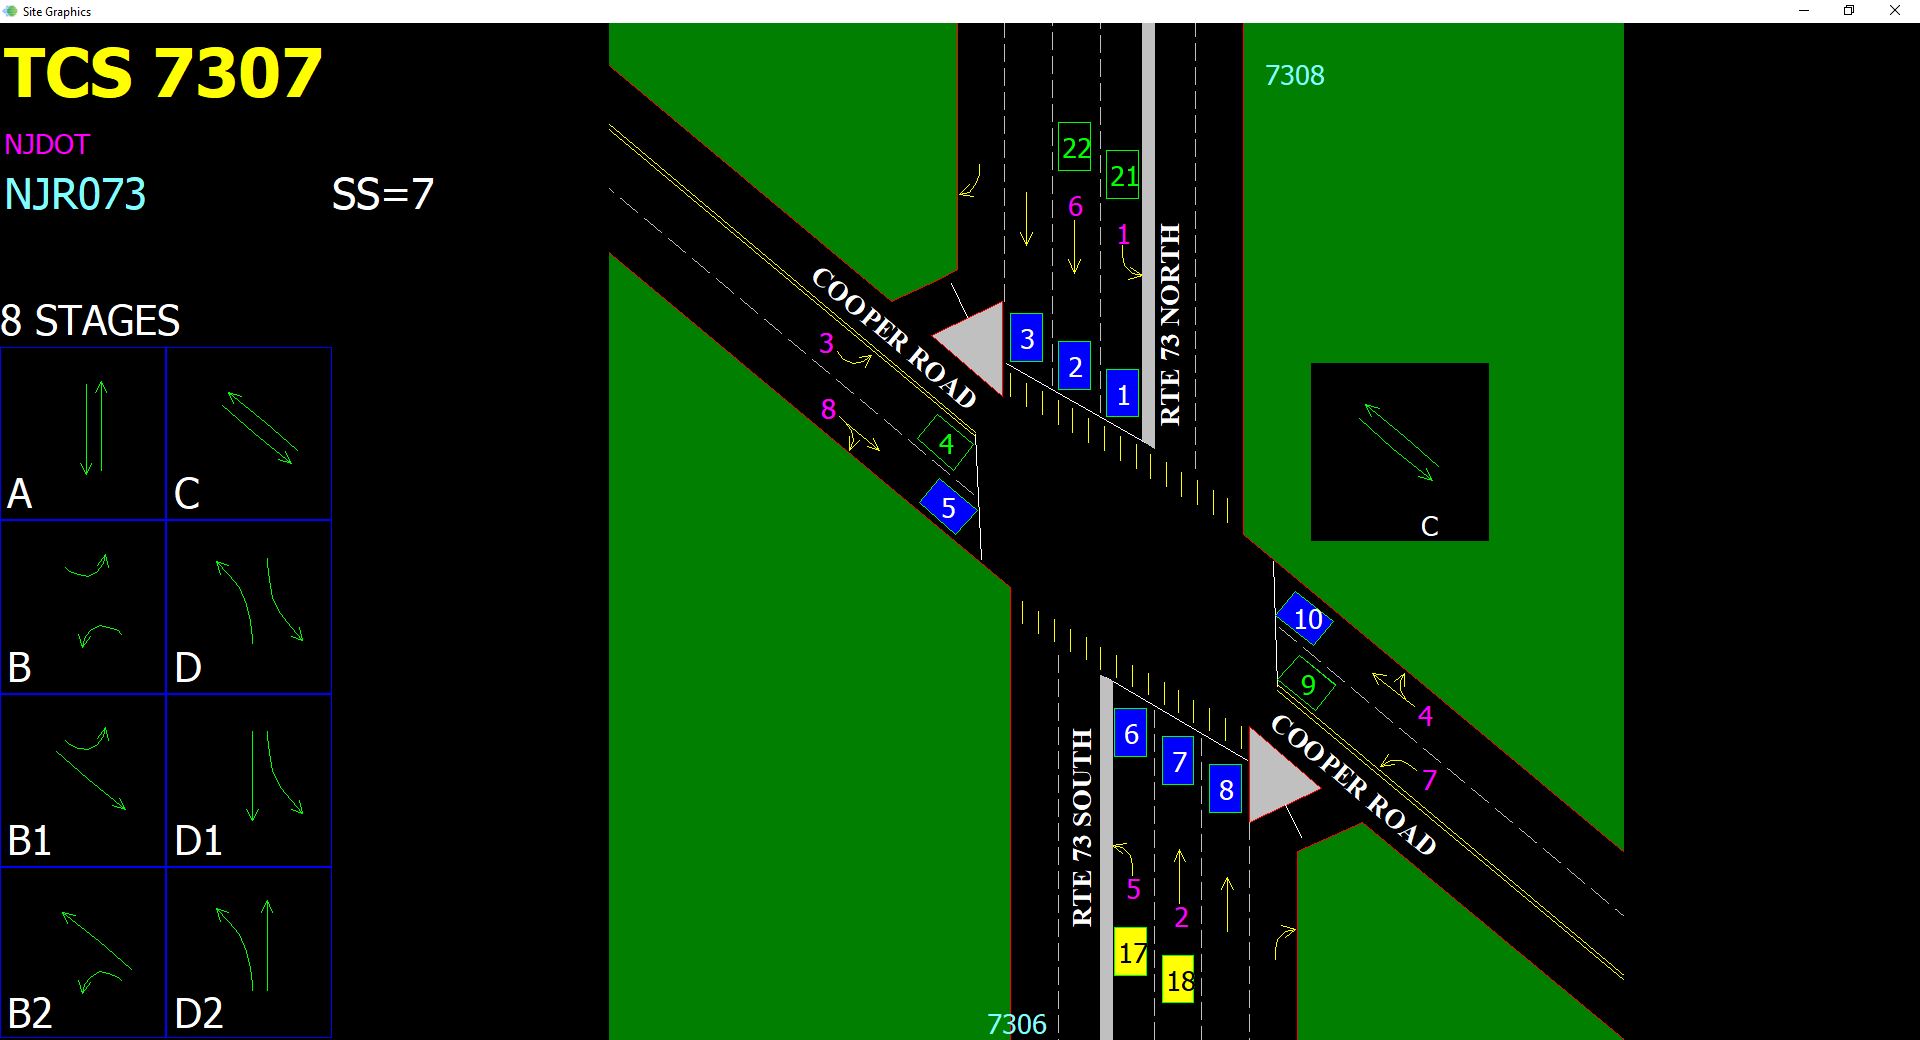 Site Graphics
TCS 7307
NJDOT
NJR073 SS=7
8 STAGES
A C
B D
B1 D1
B2 D2
7308
22
21
6
1
RTE 73 NORTH
COOPER ROAD
3
8
3
2
1
4
5
C
10
9
4
7
COOPER ROAD
RTE 73 SOUTH
6
7
8
5
2
17
18
7306